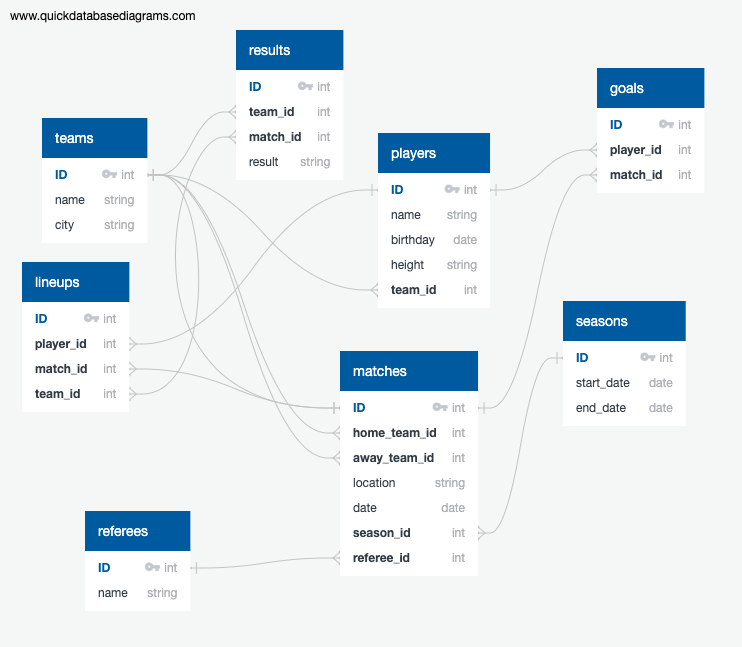 www.quickdatabasediagrams.com
results
ID int
team_id int
match_id int
result string
goals
ID int
player_id int
match_id int
teams
ID int
name string
city string
players
ID int
name string
birthday date
height string
team_id int
lineups
ID int
player_id int
match_id int
team_id int
seasons
ID int
start_date date
end_date date
matches
ID int
home_team_id int
away_team_id int
location string
date date
season_id int
referee_id int
referees
ID int
name string